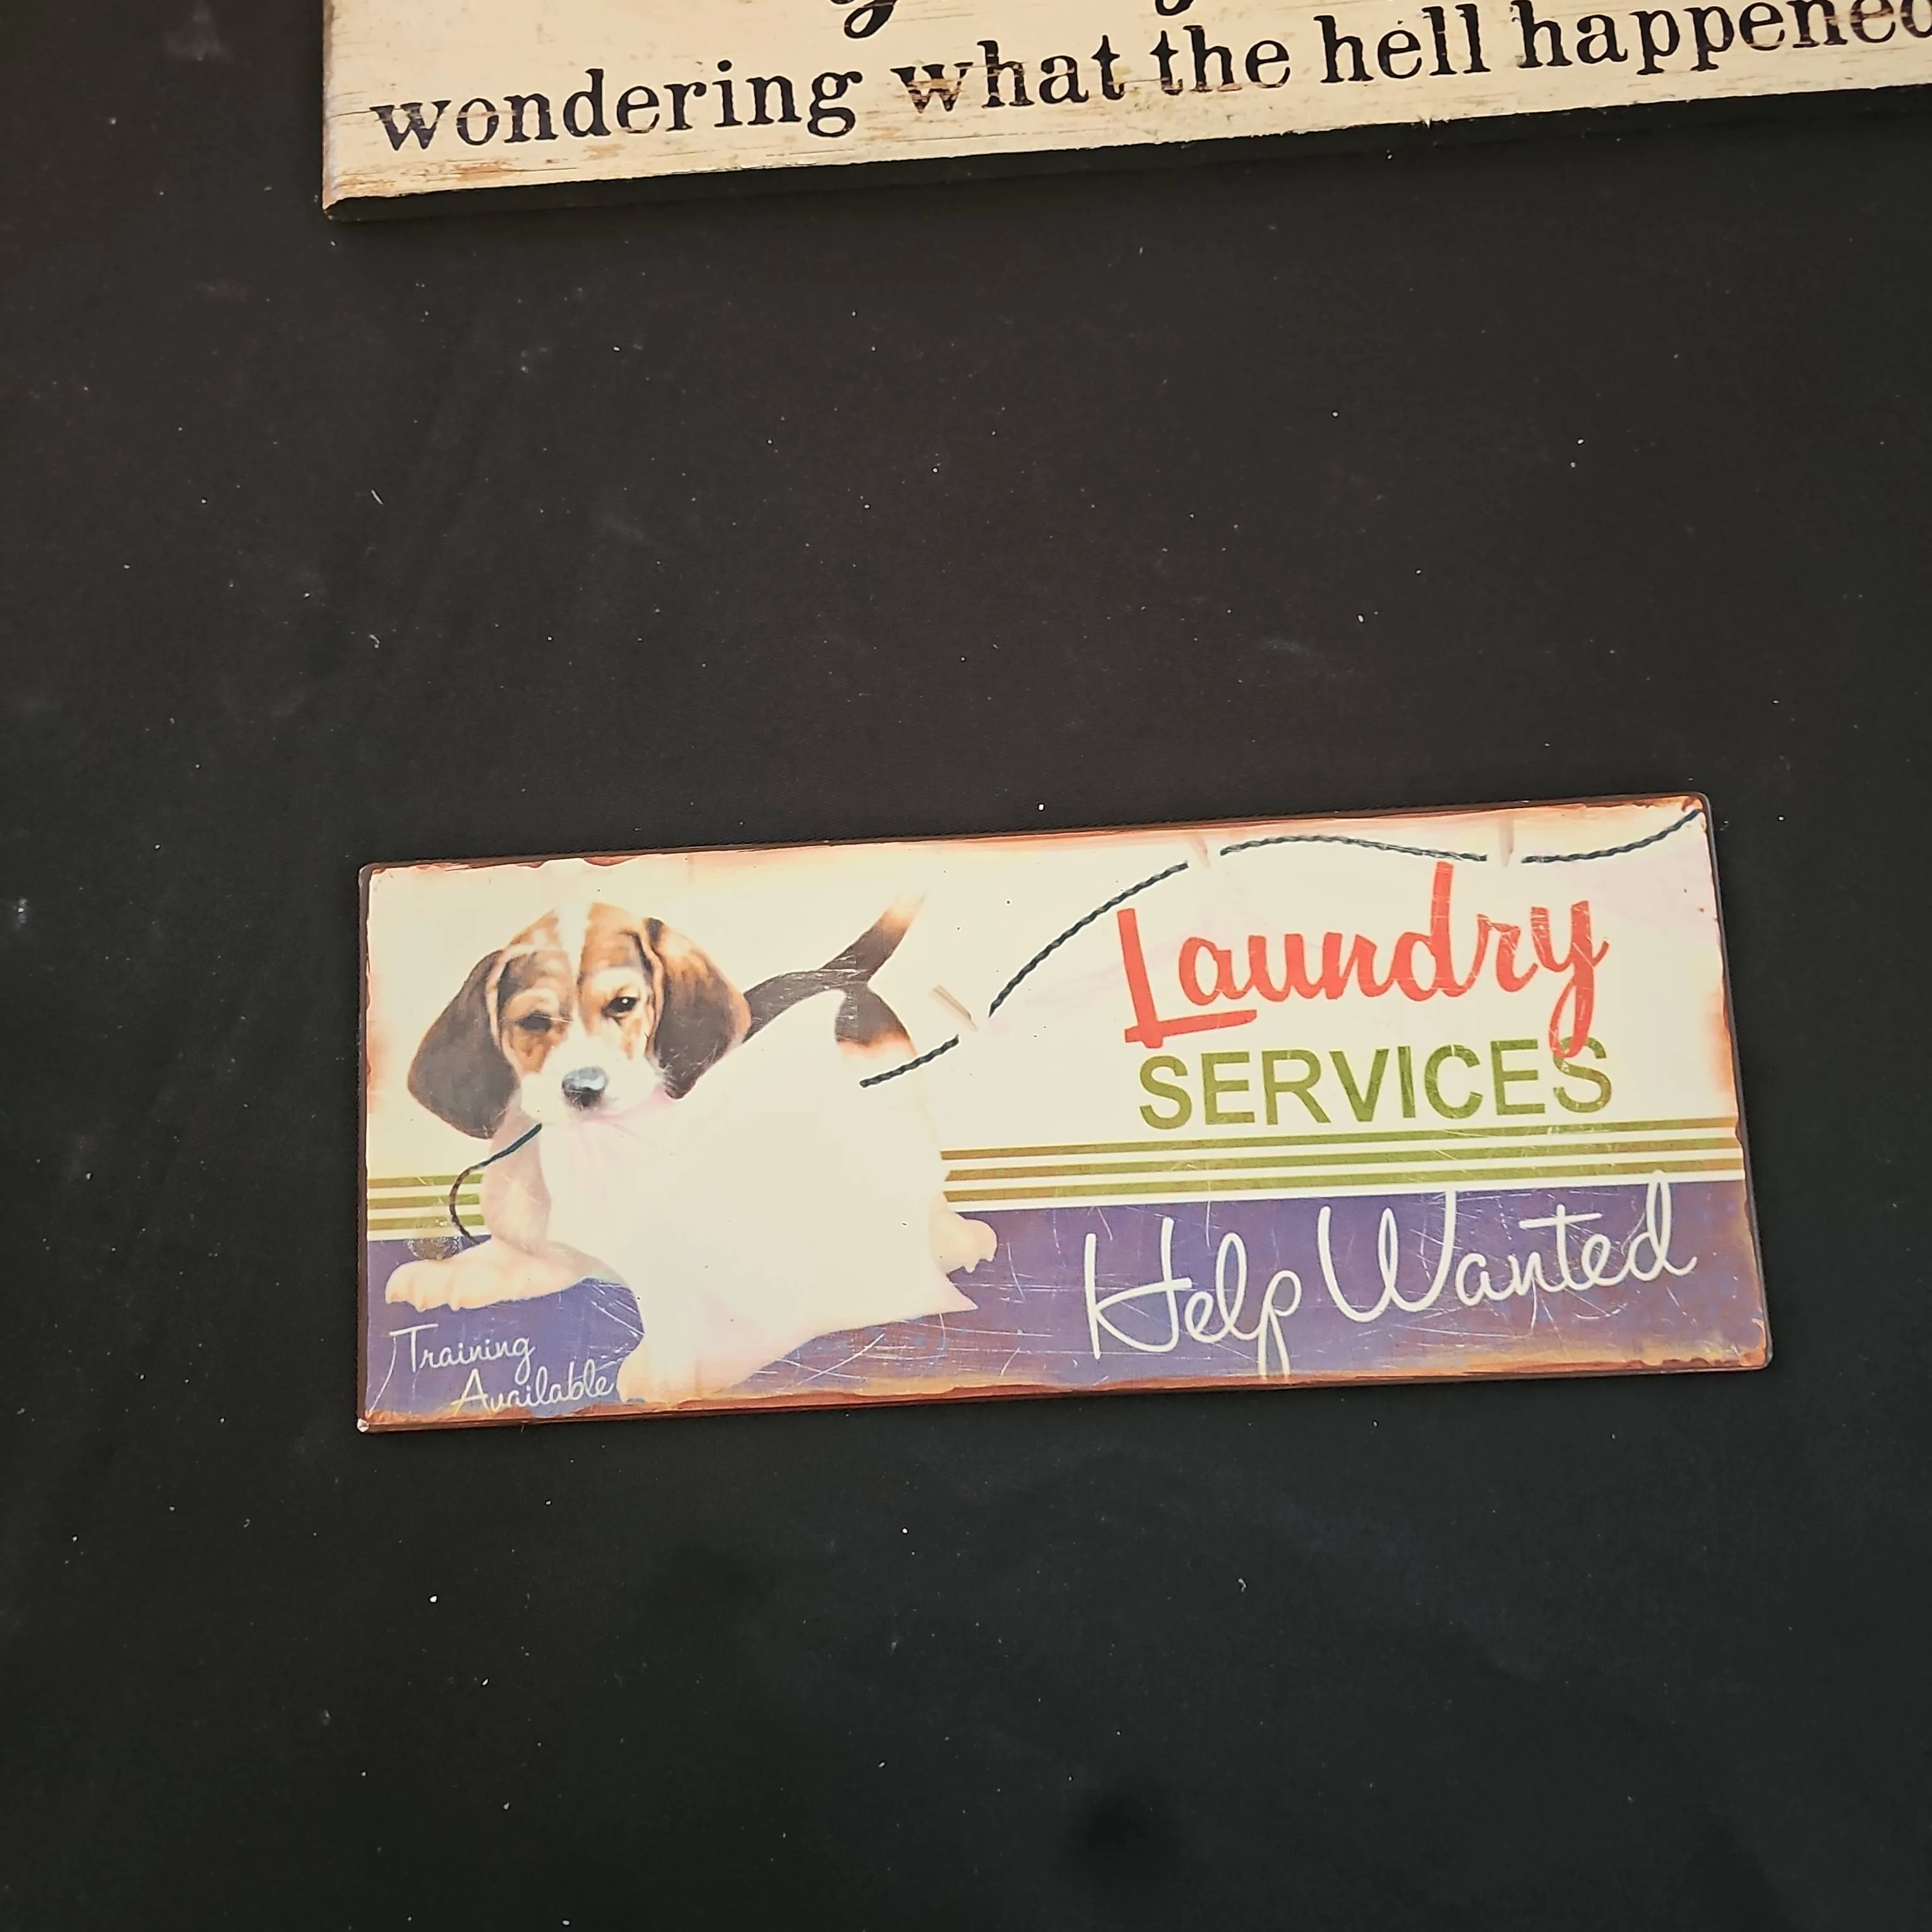 wondering what the hell happened
Laundry
SERVICES
Help Wanted
Training
Available